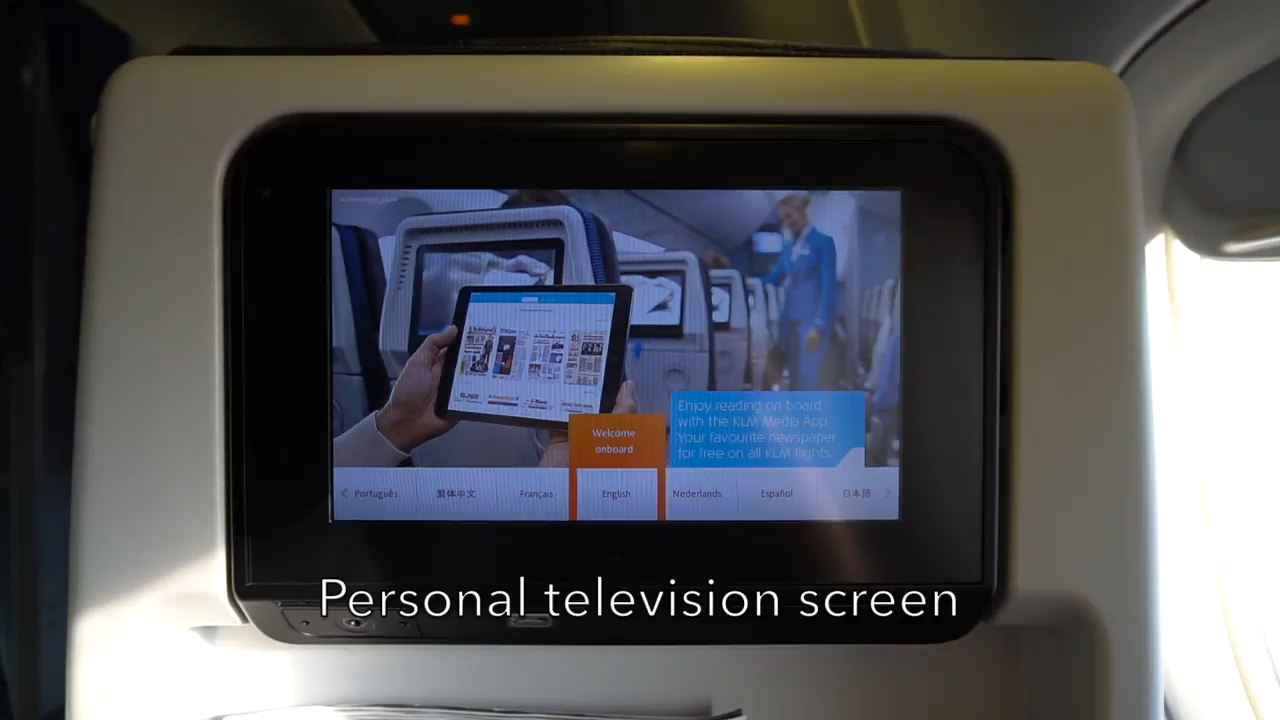 Welcome
onboard
Enjoy reading on board
with the KLM Media App.
Your favourite newspaper
for free on all KLM flights.
Português
繁体中文
Français
English
Nederlands
Español
日本語
Personal television screen